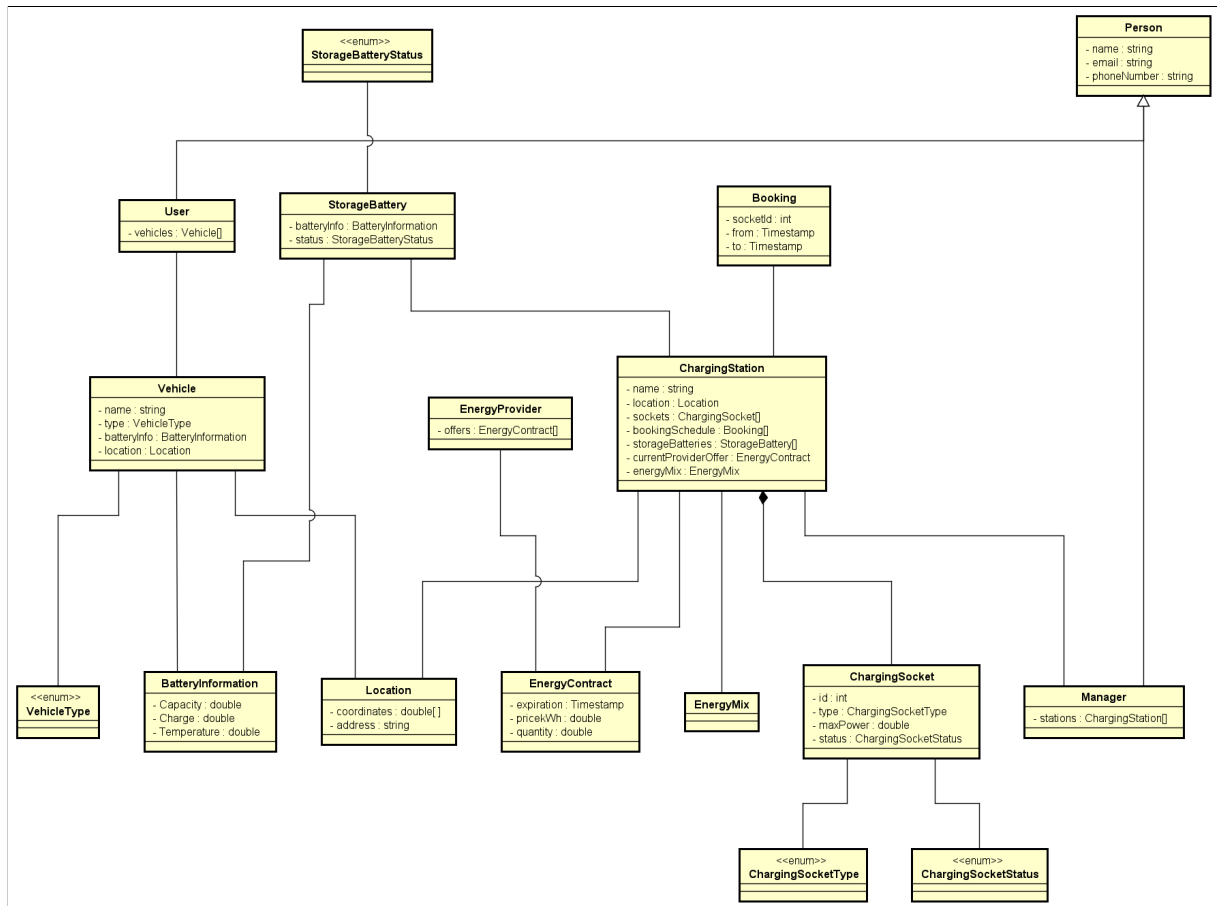 Person
- name : string
- email : string
- phoneNumber : string
<<enum>>
StorageBatteryStatus
User
- vehicles : Vehicle[]
StorageBattery
- batteryInfo : BatteryInformation
- status : StorageBatteryStatus
Booking
- socketId : int
- from : Timestamp
- to : Timestamp
Vehicle
- name : string
- type : VehicleType
- batteryInfo : BatteryInformation
- location : Location
EnergyProvider
- offers : EnergyContract[]
ChargingStation
- name : string
- location : Location
- sockets : ChargingSocket[]
- bookingSchedule : Booking[]
- storageBatteries : StorageBattery[]
- currentProviderOffer : EnergyContract
- energyMix : EnergyMix
<<enum>>
VehicleType
BatteryInformation
- Capacity : double
- Charge : double
- Temperature : double
Location
- coordinates : double[ ]
- address : string
EnergyContract
- expiration : Timestamp
- pricekWh : double
- quantity : double
EnergyMix
ChargingSocket
- id : int
- type : ChargingSocketType
- maxPower : double
- status : ChargingSocketStatus
Manager
- stations : ChargingStation[]
<<enum>>
ChargingSocketType
<<enum>>
ChargingSocketStatus